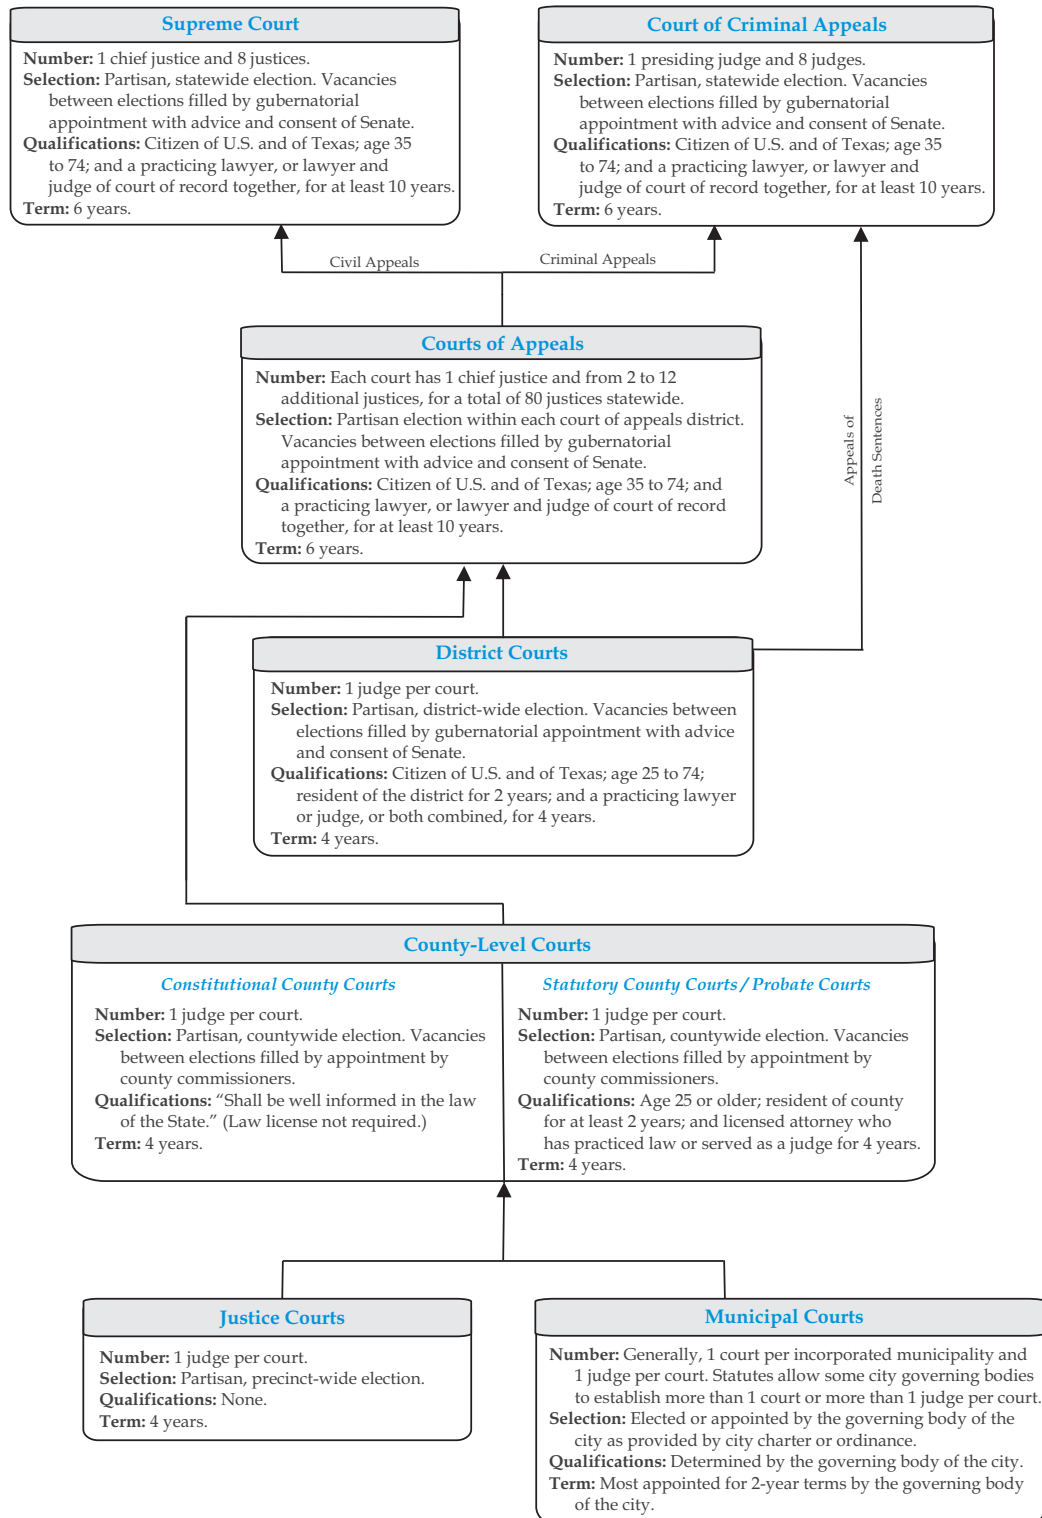 Supreme Court
Number: 1 chief justice and 8 justices.
Selection: Partisan, statewide election. Vacancies
between elections filled by gubernatorial
appointment with advice and consent of Senate.
Qualifications: Citizen of U.S. and of Texas; age 35
to 74; and a practicing lawyer, or lawyer and
judge of court of record together, for at least 10 years.
Term: 6 years.
Court of Criminal Appeals
Number: 1 presiding judge and 8 judges.
Selection: Partisan, statewide election. Vacancies
between elections filled by gubernatorial
appointment with advice and consent of Senate.
Qualifications: Citizen of U.S. and of Texas; age 35
to 74; and a practicing lawyer, or lawyer and
judge of court of record together, for at least 10 years.
Term: 6 years.
Civil Appeals
Criminal Appeals
Courts of Appeals
Number: Each court has 1 chief justice and from 2 to 12
additional justices, for a total of 80 justices statewide.
Selection: Partisan election within each court of appeals district.
Vacancies between elections filled by gubernatorial
appointment with advice and consent of Senate.
Qualifications: Citizen of U.S. and of Texas; age 35 to 74; and
a practicing lawyer, or lawyer and judge of court of record
together, for at least 10 years.
Term: 6 years.
Appeals of
Death Sentences
District Courts
Number: 1 judge per court.
Selection: Partisan, district-wide election. Vacancies between
elections filled by gubernatorial appointment with advice
and consent of Senate.
Qualifications: Citizen of U.S. and of Texas; age 25 to 74;
resident of the district for 2 years; and a practicing lawyer
or judge, or both combined, for 4 years.
Term: 4 years.
County-Level Courts
Constitutional County Courts
Number: 1 judge per court.
Selection: Partisan, countywide election. Vacancies
between elections filled by appointment by
county commissioners.
Qualifications: “Shall be well informed in the law
of the State.” (Law license not required.)
Term: 4 years.
Statutory County Courts / Probate Courts
Number: 1 judge per court.
Selection: Partisan, countywide election. Vacancies
between elections filled by appointment by
county commissioners.
Qualifications: Age 25 or older; resident of county
for at least 2 years; and licensed attorney who
has practiced law or served as a judge for 4 years.
Term: 4 years.
Justice Courts
Number: 1 judge per court.
Selection: Partisan, precinct-wide election.
Qualifications: None.
Term: 4 years.
Municipal Courts
Number: Generally, 1 court per incorporated municipality and
1 judge per court. Statutes allow some city governing bodies
to establish more than 1 court or more than 1 judge per court.
Selection: Elected or appointed by the governing body of the
city as provided by city charter or ordinance.
Qualifications: Determined by the governing body of the city.
Term: Most appointed for 2-year terms by the governing body
of the city.